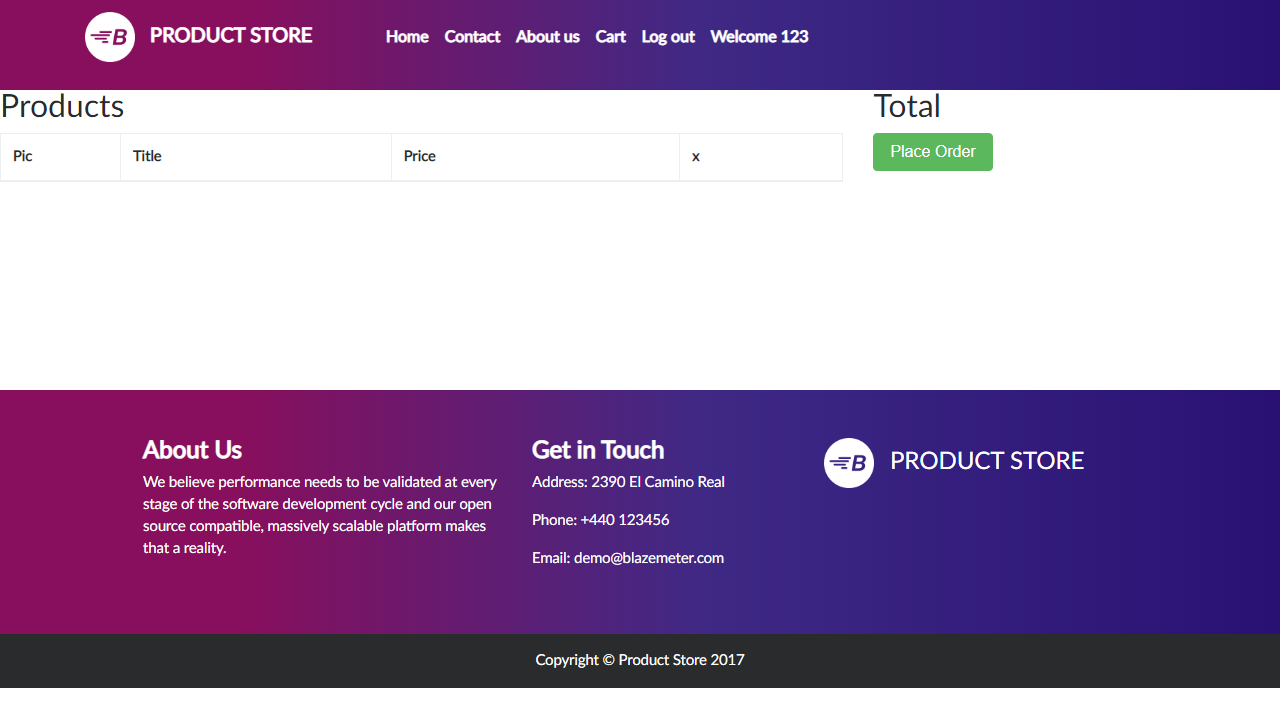 B PRODUCT STORE Home Contact About us Cart Log out Welcome 123
Products
Total
Pic Title Price x
Place Order
About Us
We believe performance needs to be validated at every
stage of the software development cycle and our open
source compatible, massively scalable platform makes
that a reality.
Get in Touch
Address: 2390 El Camino Real
Phone: +440 123456
Email: demo@blazemeter.com
B PRODUCT STORE
Copyright © Product Store 2017